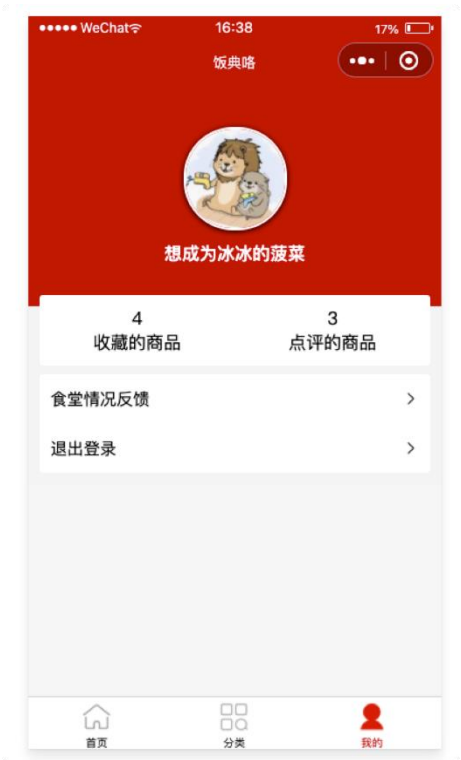 WeChat 16:38 17%
饭典咯
想成为冰冰的菠菜
4 3
收藏的商品 点评的商品
食堂情况反馈
退出登录
首页 分类 我的